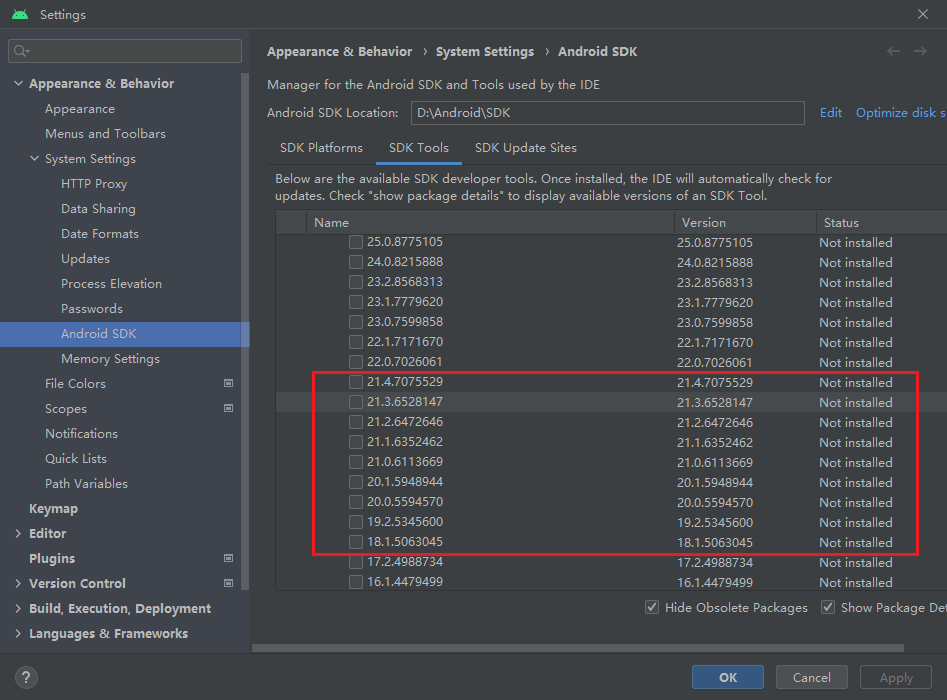 Settings
Appearance & Behavior
Appearance
Menus and Toolbars
System Settings
HTTP Proxy
Data Sharing
Date Formats
Updates
Process Elevation
Passwords
Android SDK
Memory Settings
File Colors
Scopes
Notifications
Quick Lists
Path Variables
Keymap
Editor
Plugins
Version Control
Build, Execution, Deployment
Languages & Frameworks
Appearance & Behavior › System Settings › Android SDK
Manager for the Android SDK and Tools used by the IDE
Android SDK Location: D:\Android\SDK Edit Optimize disk s
SDK Platforms SDK Tools SDK Update Sites
Below are the available SDK developer tools. Once installed, the IDE will automatically check for
updates. Check "show package details" to display available versions of an SDK Tool.
Name Version Status
25.0.8775105 25.0.8775105 Not installed
24.0.8215888 24.0.8215888 Not installed
23.2.8568313 23.2.8568313 Not installed
23.1.7779620 23.1.7779620 Not installed
23.0.7599858 23.0.7599858 Not installed
22.1.7171670 22.1.7171670 Not installed
22.0.7026061 22.0.7026061 Not installed
21.4.7075529 21.4.7075529 Not installed
21.3.6528147 21.3.6528147 Not installed
21.2.6472646 21.2.6472646 Not installed
21.1.6352462 21.1.6352462 Not installed
21.0.6113669 21.0.6113669 Not installed
20.1.5948944 20.1.5948944 Not installed
20.0.5594570 20.0.5594570 Not installed
19.2.5345600 19.2.5345600 Not installed
18.1.5063045 18.1.5063045 Not installed
17.2.4988734 17.2.4988734 Not installed
16.1.4479499 16.1.4479499 Not installed
Hide Obsolete Packages Show Package Det
? OK Cancel Apply